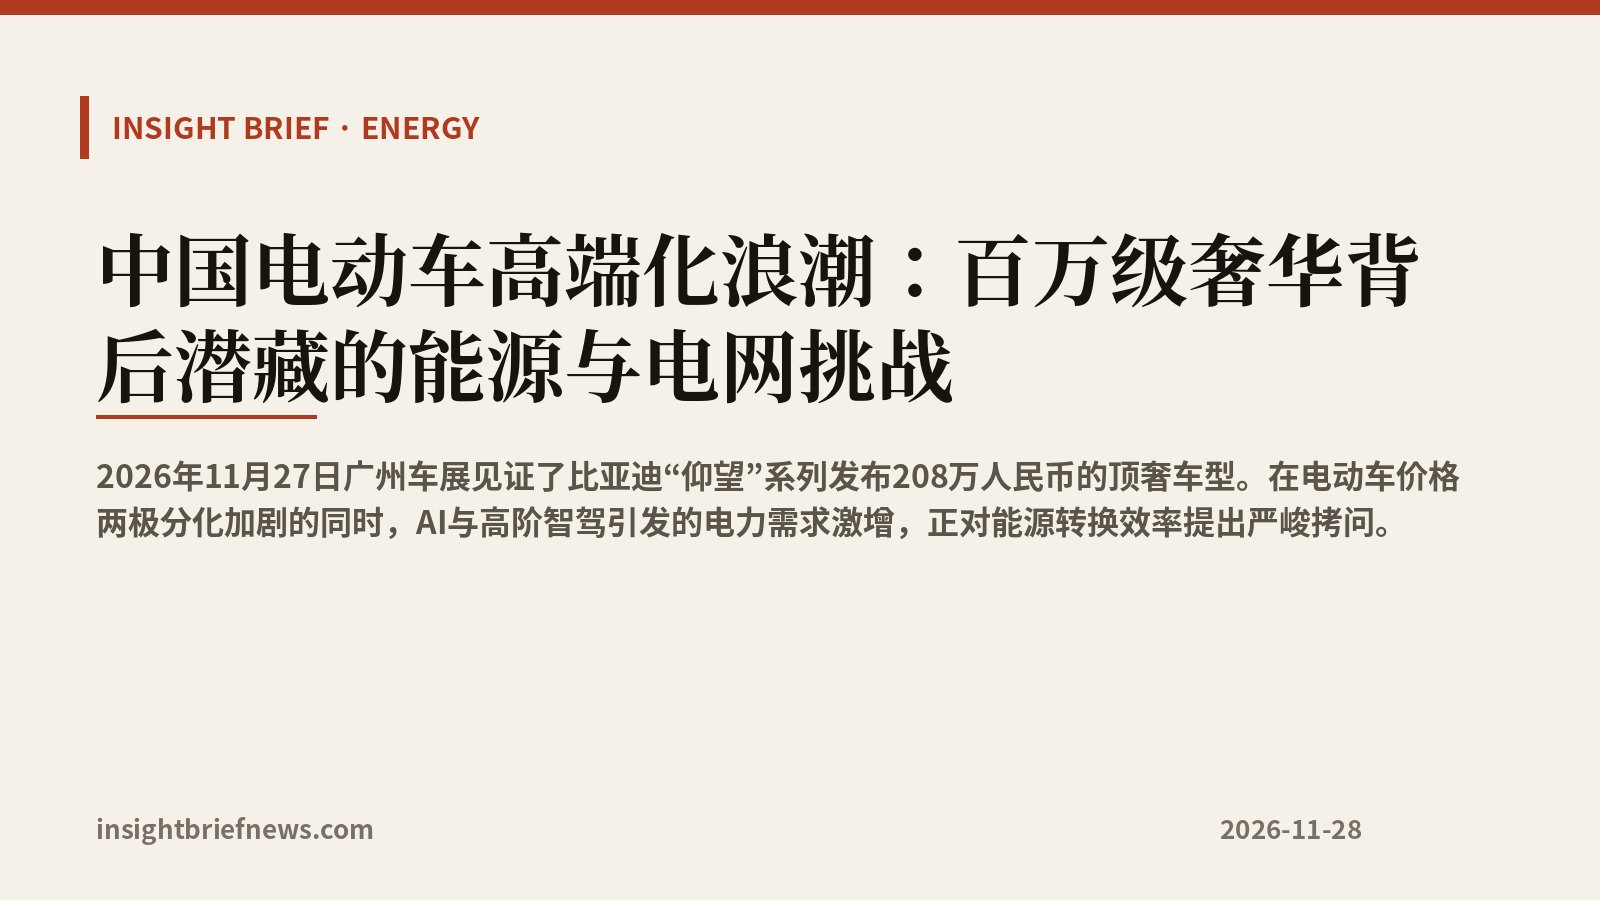 INSIGHT BRIEF · ENERGY
中国电动车高端化浪潮：百万级奢华背
后潜藏的能源与电网挑战
2026年11月27日广州车展见证了比亚迪“仰望”系列发布208万人民币的顶奢车型。在电动车价格
两极分化加剧的同时，AI与高阶智驾引发的电力需求激增，正对能源转换效率提出严峻拷问。
insightbriefnews.com
2026-11-28